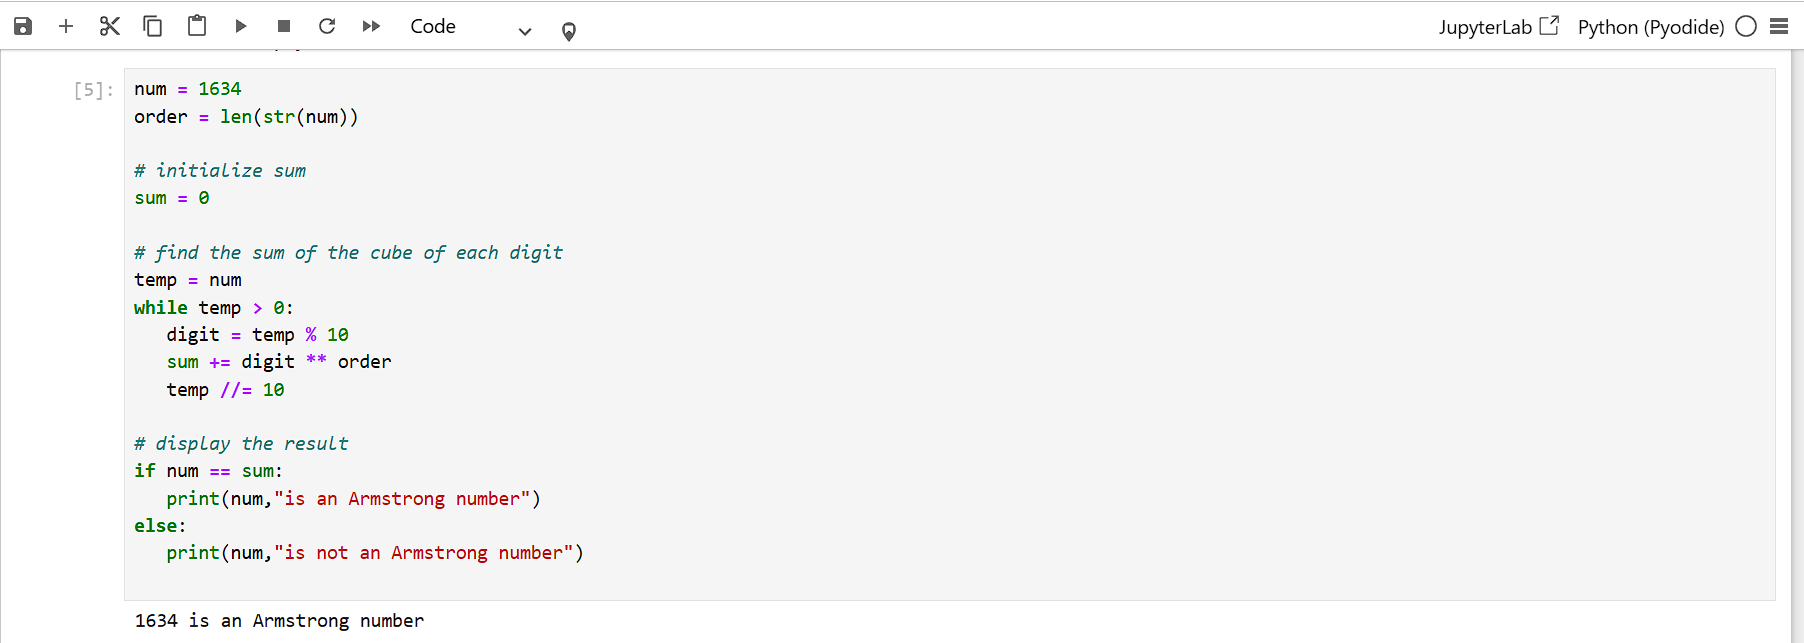 Code
JupyterLab
Python (Pyodide)
[5]:
num = 1634
order = len(str(num))
# initialize sum
sum = 0
# find the sum of the cube of each digit
temp = num
while temp > 0:
   digit = temp % 10
   sum += digit ** order
   temp //= 10
# display the result
if num == sum:
   print(num,"is an Armstrong number")
else:
   print(num,"is not an Armstrong number")
1634 is an Armstrong number